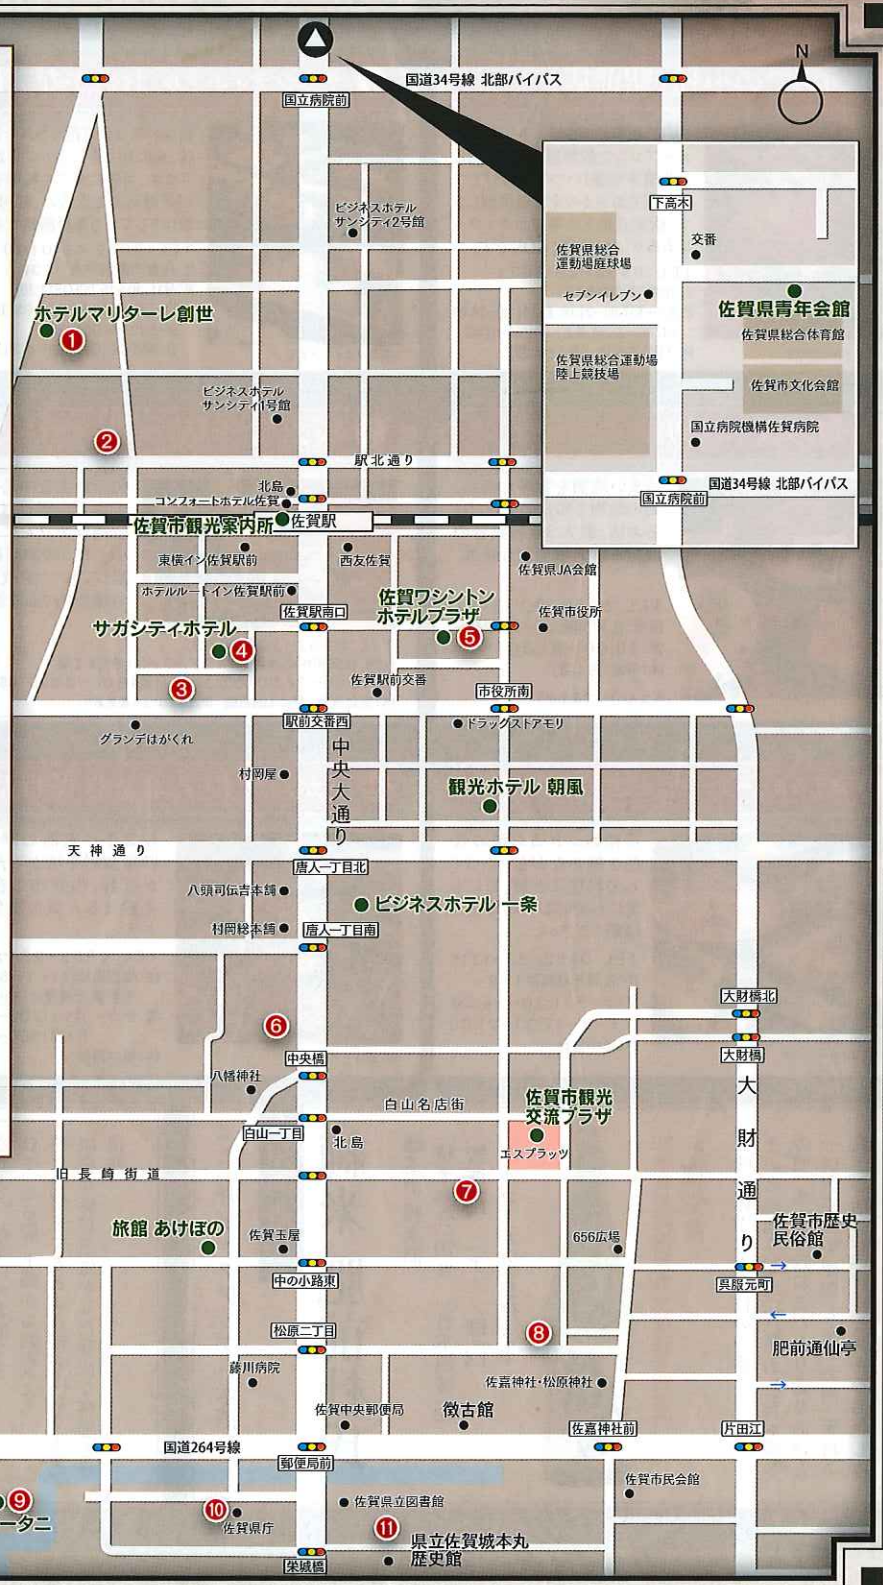 N
国道34号線 北部バイパス
国立病院前
ビジネスホテル
サンシティ2号館
下高木
交番
佐賀県総合
運動場庭球場
セブンイレブン
佐賀県青年会館
佐賀県総合体育館
佐賀県総合運動場
陸上競技場
佐賀市文化会館
国立病院機構佐賀病院
国道34号線 北部バイパス
国立病院前
ホテルマリターレ創世
1
ビジネスホテル
サンシティ1号館
2
駅北通り
北島
コンフォートホテル佐賀
佐賀市観光案内所
佐賀駅
東横イン佐賀駅前
西友佐賀
佐賀県JA会館
ホテルルートイン佐賀駅前
佐賀駅南口
佐賀ワシントン
ホテルプラザ
5
佐賀市役所
サガシティホテル
4
3
佐賀駅前交番
市役所南
駅前交番西
ドラッグストアモリ
グランデはがくれ
中央大通り
村岡屋
観光ホテル 朝風
天神通り
唐人一丁目北
八頭司伝吉本舗
ビジネスホテル 一条
村岡総本舗
唐人一丁目南
大財橋北
6
中央橋
大財橋
八幡神社
大財通り
白山名店街
佐賀市観光
交流プラザ
エスプラッツ
白山一丁目
北島
旧長崎街道
7
旅館 あけぼの
佐賀玉屋
656広場
佐賀市歴史
民俗館
中の小路東
呉服元町
松原二丁目
8
肥前通仙亭
藤川病院
佐嘉神社・松原神社
佐賀中央郵便局
徴古館
佐嘉神社前
片田江
国道264号線
郵便局前
佐賀市民会館
9
ータニ
10
佐賀県庁
佐賀県立図書館
11
県立佐賀城本丸
歴史館
栄城橋